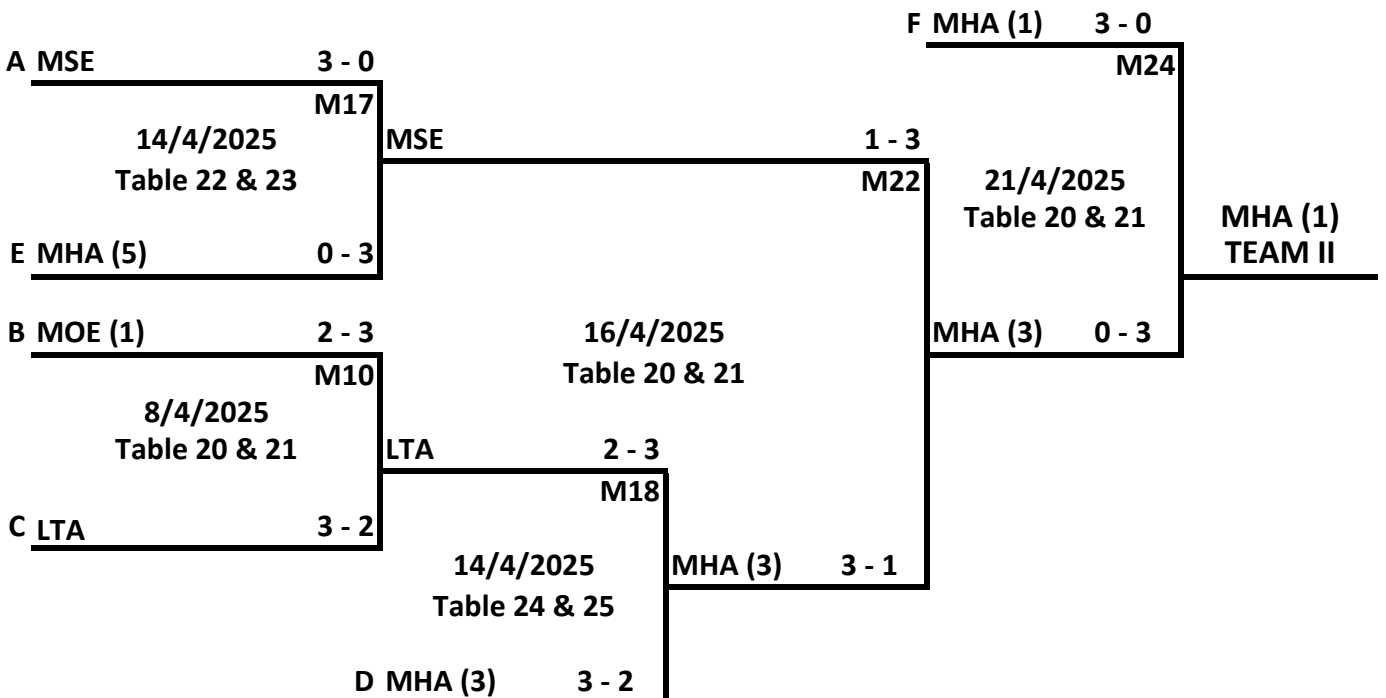 F MHA (1) 3 - 0
A MSE 3 - 0
M24
M17
14/4/2025
MSE 1 - 3
Table 22 & 23
M22
21/4/2025
Table 20 & 21
MHA (1)
TEAM II
E MHA (5) 0 - 3
B MOE (1) 2 - 3
16/4/2025
MHA (3) 0 - 3
M10
Table 20 & 21
8/4/2025
Table 20 & 21
LTA 2 - 3
M18
C LTA 3 - 2
14/4/2025
MHA (3) 3 - 1
Table 24 & 25
D MHA (3) 3 - 2